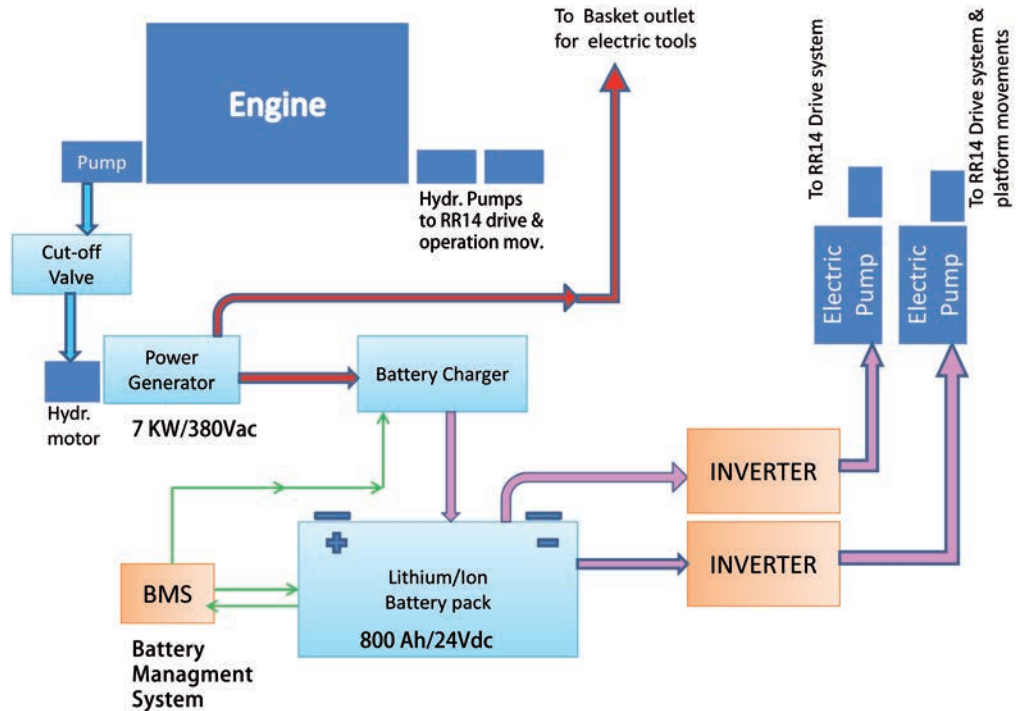 To Basket outlet
for electric tools
Engine
Pump
Hydr. Pumps
to RR14 drive &
operation mov.
To RR14 Drive system
To RR14 Drive system &
platform movements
Cut-off
Valve
Electric
Pump
Electric
Pump
Power
Generator
Battery Charger
Hydr.
motor
7 KW/380Vac
INVERTER
INVERTER
+
-
Lithium/Ion
Battery pack
800 Ah/24Vdc
BMS
Battery
Managment
System